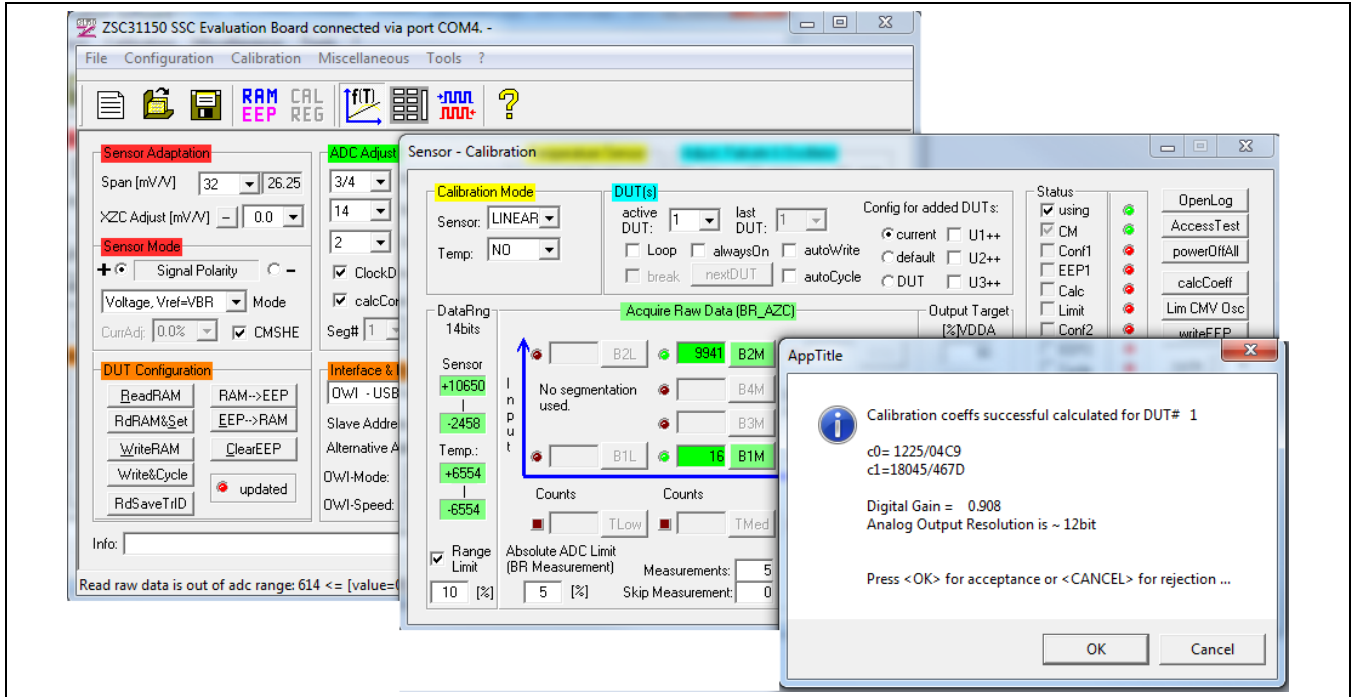 ZSC31150 SSC Evaluation Board connected via port COM4. -
File Configuration Calibration Miscellaneous Tools ?
RAM EEP CAL REG f(T) ?
Sensor Adaptation
Span [mV/V] 32 26.25
XZC Adjust [mV/V] - 0.0
Sensor Mode
+ Signal Polarity -
Voltage, Vref=VBR Mode
CurrAdj: 0.0% CMSHE
ADC Adjust
3/4
14
2
ClockD
calcCor
Seg# 1
DUT Configuration
ReadRAM RAM-->EEP
RdRAM&Set EEP-->RAM
WriteRAM ClearEEP
Write&Cycle updated
RdSaveTrID
Interface &
OWI - USB
Slave Addre
Alternative A
OWI-Mode:
OWI-Speed:
Info:
Read raw data is out of adc range: 614 <= [value=
Sensor - Calibration
Calibration Mode
Sensor: LINEAR
Temp: NO
DUT(s)
active DUT: 1 last DUT: 1
Loop alwaysOn autoWrite
break nextDUT autoCycle
Config for added DUTs:
current U1++
default U2++
DUT U3++
Status
using
CM
Conf1
EEP1
Calc
Limit
Conf2
OpenLog
AccessTest
powerOffAll
calcCoeff
Lim CMV Osc
writeEEP
DataRng
14bits
Sensor
+10650
|
-2458
Temp.:
+6554
|
-6554
Range Limit
10 [%]
Acquire Raw Data (BR_AZC)
Input
B2L 9941 B2M
No segmentation used.
B4M
B3M
B1L 16 B1M
Counts Counts
TLow TMed
Absolute ADC Limit
(BR Measurement)
5 [%]
Measurements: 5
Skip Measurement: 0
Output Target
[%]VDDA
AppTitle
Calibration coeffs successful calculated for DUT# 1
c0= 1225/04C9
c1=18045/467D
Digital Gain = 0.908
Analog Output Resolution is ~ 12bit
Press <OK> for acceptance or <CANCEL> for rejection ...
OK Cancel